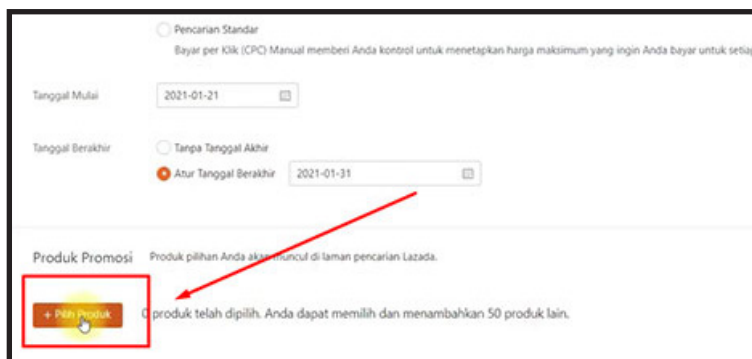 Pencarian Standar
Bayar per Klik (CPC) Manual memberi Anda kontrol untuk menetapkan harga maksimum yang ingin Anda bayar untuk setiap
Tanggal Mulai 2021-01-21
Tanggal Berakhir Tanpa Tanggal Akhir
Atur Tanggal Berakhir 2021-01-31
Produk Promosi Produk pilihan Anda akan muncul di laman pencarian Lazada.
+ Pilih Produk 0 produk telah dipilih. Anda dapat memilih dan menambahkan 50 produk lain.